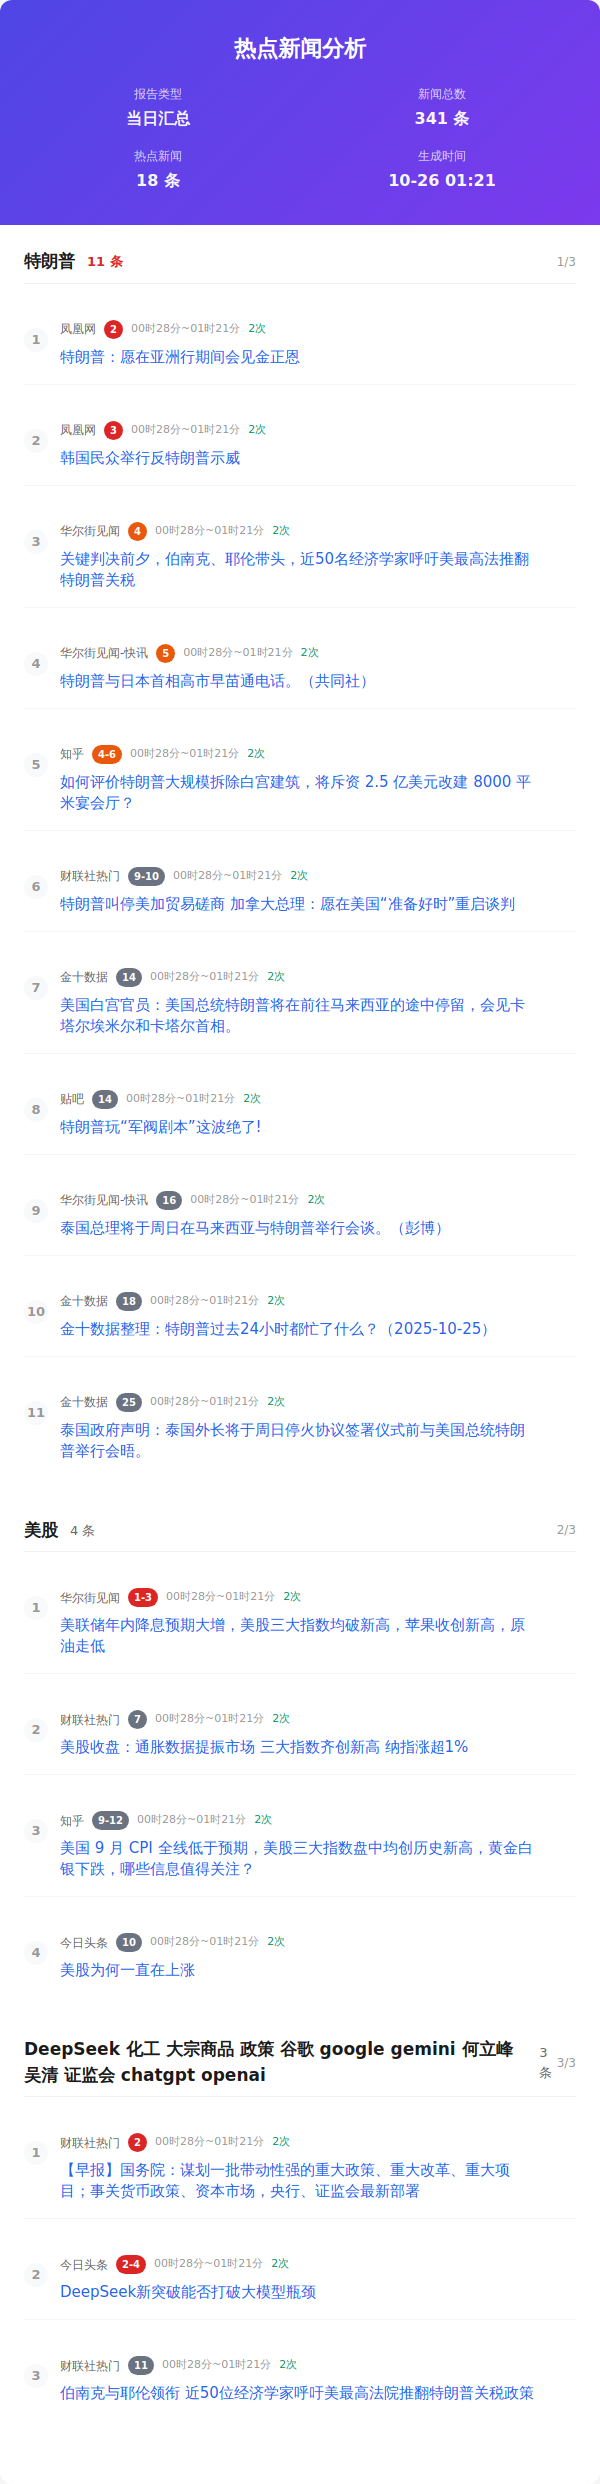 热点新闻分析
报告类型
当日汇总
新闻总数
341 条
热点新闻
18 条
生成时间
10-26 01:21
特朗普 11 条 1/3
1 凤凰网 2 00时28分~01时21分 2次
特朗普：愿在亚洲行期间会见金正恩
2 凤凰网 3 00时28分~01时21分 2次
韩国民众举行反特朗普示威
3 华尔街见闻 4 00时28分~01时21分 2次
关键判决前夕，伯南克、耶伦带头，近50名经济学家呼吁美最高法推翻
特朗普关税
4 华尔街见闻-快讯 5 00时28分~01时21分 2次
特朗普与日本首相高市早苗通电话。（共同社）
5 知乎 4-6 00时28分~01时21分 2次
如何评价特朗普大规模拆除白宫建筑，将斥资 2.5 亿美元改建 8000 平
米宴会厅？
6 财联社热门 9-10 00时28分~01时21分 2次
特朗普叫停美加贸易磋商 加拿大总理：愿在美国“准备好时”重启谈判
7 金十数据 14 00时28分~01时21分 2次
美国白宫官员：美国总统特朗普将在前往马来西亚的途中停留，会见卡
塔尔埃米尔和卡塔尔首相。
8 贴吧 14 00时28分~01时21分 2次
特朗普玩“军阀剧本”这波绝了!
9 华尔街见闻-快讯 16 00时28分~01时21分 2次
泰国总理将于周日在马来西亚与特朗普举行会谈。（彭博）
10 金十数据 18 00时28分~01时21分 2次
金十数据整理：特朗普过去24小时都忙了什么？（2025-10-25）
11 金十数据 25 00时28分~01时21分 2次
泰国政府声明：泰国外长将于周日停火协议签署仪式前与美国总统特朗
普举行会晤。
美股 4 条 2/3
1 华尔街见闻 1-3 00时28分~01时21分 2次
美联储年内降息预期大增，美股三大指数均破新高，苹果收创新高，原
油走低
2 财联社热门 7 00时28分~01时21分 2次
美股收盘：通胀数据提振市场 三大指数齐创新高 纳指涨超1%
3 知乎 9-12 00时28分~01时21分 2次
美国 9 月 CPI 全线低于预期，美股三大指数盘中均创历史新高，黄金白
银下跌，哪些信息值得关注？
4 今日头条 10 00时28分~01时21分 2次
美股为何一直在上涨
DeepSeek 化工 大宗商品 政策 谷歌 google gemini 何立峰
吴清 证监会 chatgpt openai
3
条
3/3
1 财联社热门 2 00时28分~01时21分 2次
【早报】国务院：谋划一批带动性强的重大政策、重大改革、重大项
目；事关货币政策、资本市场，央行、证监会最新部署
2 今日头条 2-4 00时28分~01时21分 2次
DeepSeek新突破能否打破大模型瓶颈
3 财联社热门 11 00时28分~01时21分 2次
伯南克与耶伦领衔 近50位经济学家呼吁美最高法院推翻特朗普关税政策